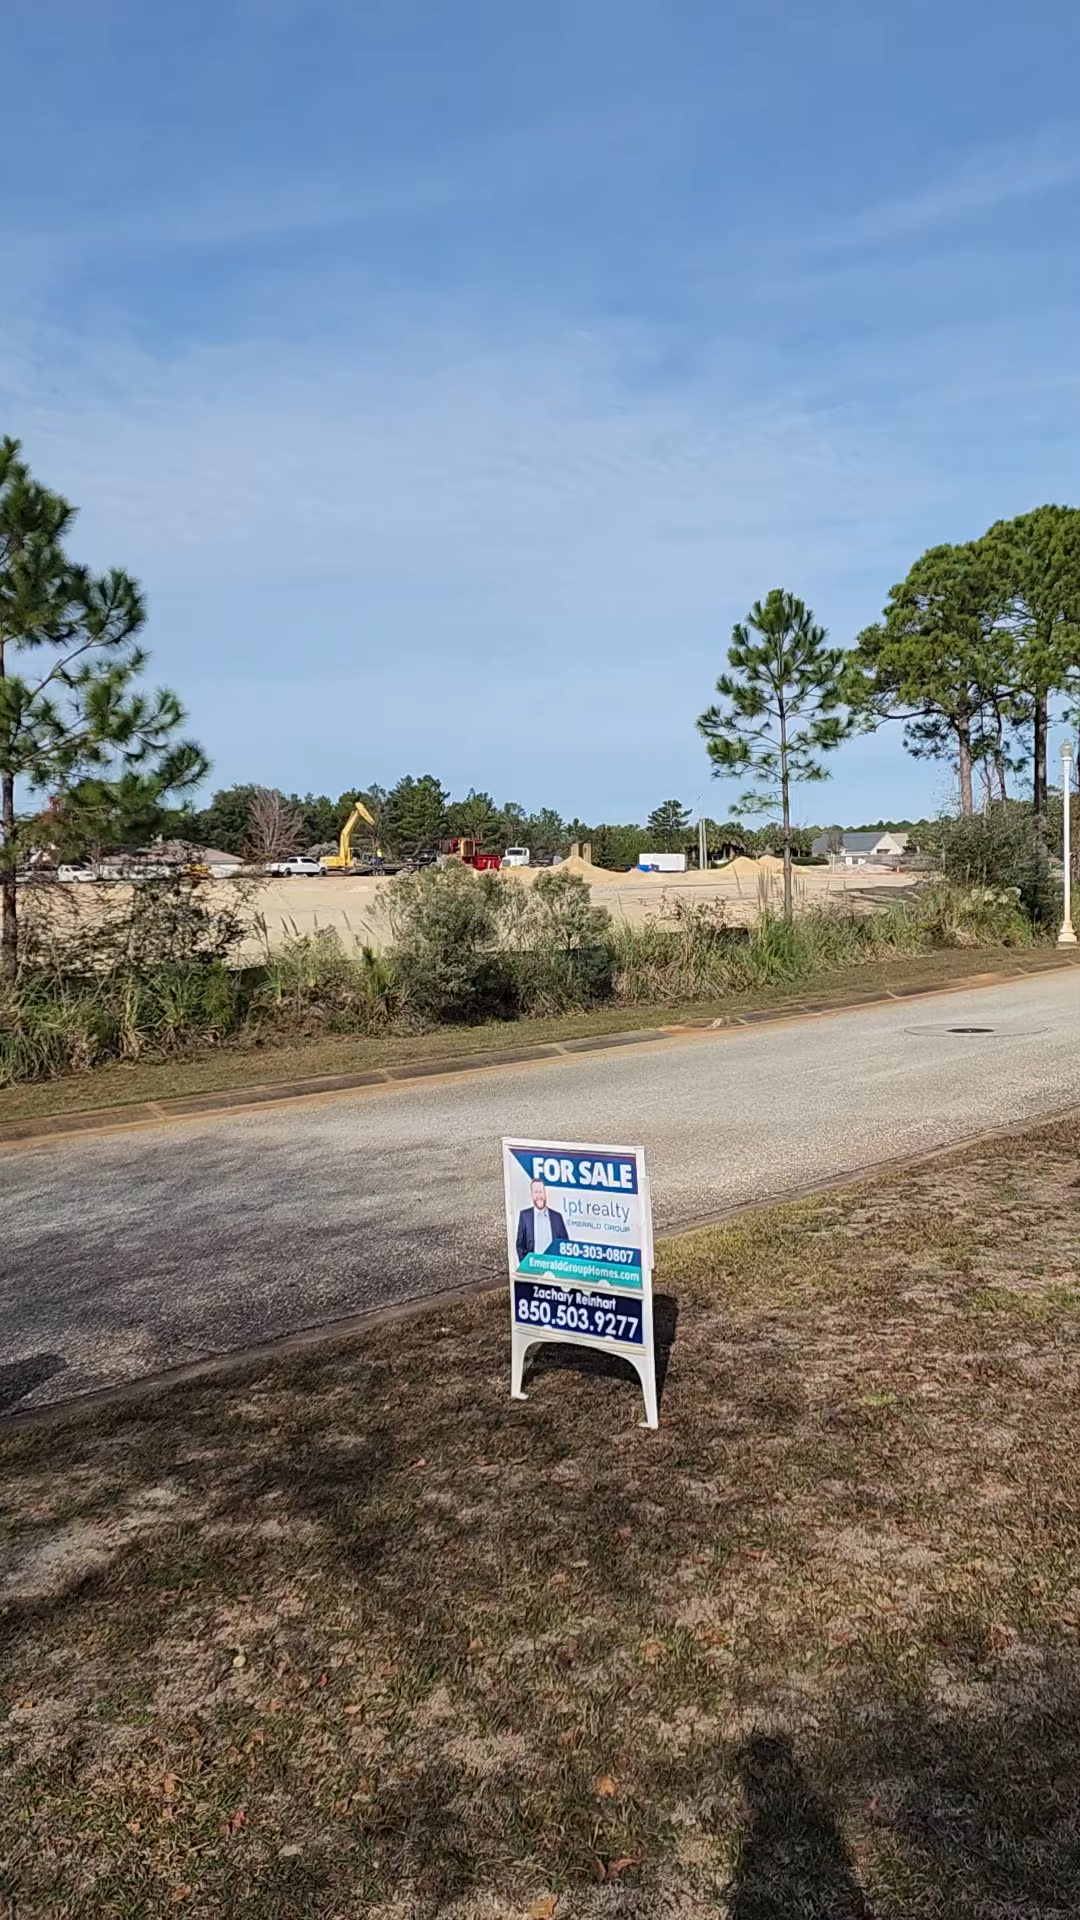 FOR SALE
lpt realty
EMERALD GROUP
850-303-0807
EmeraldGroupHomes.com
Zachary Reinhart
850.503.9277